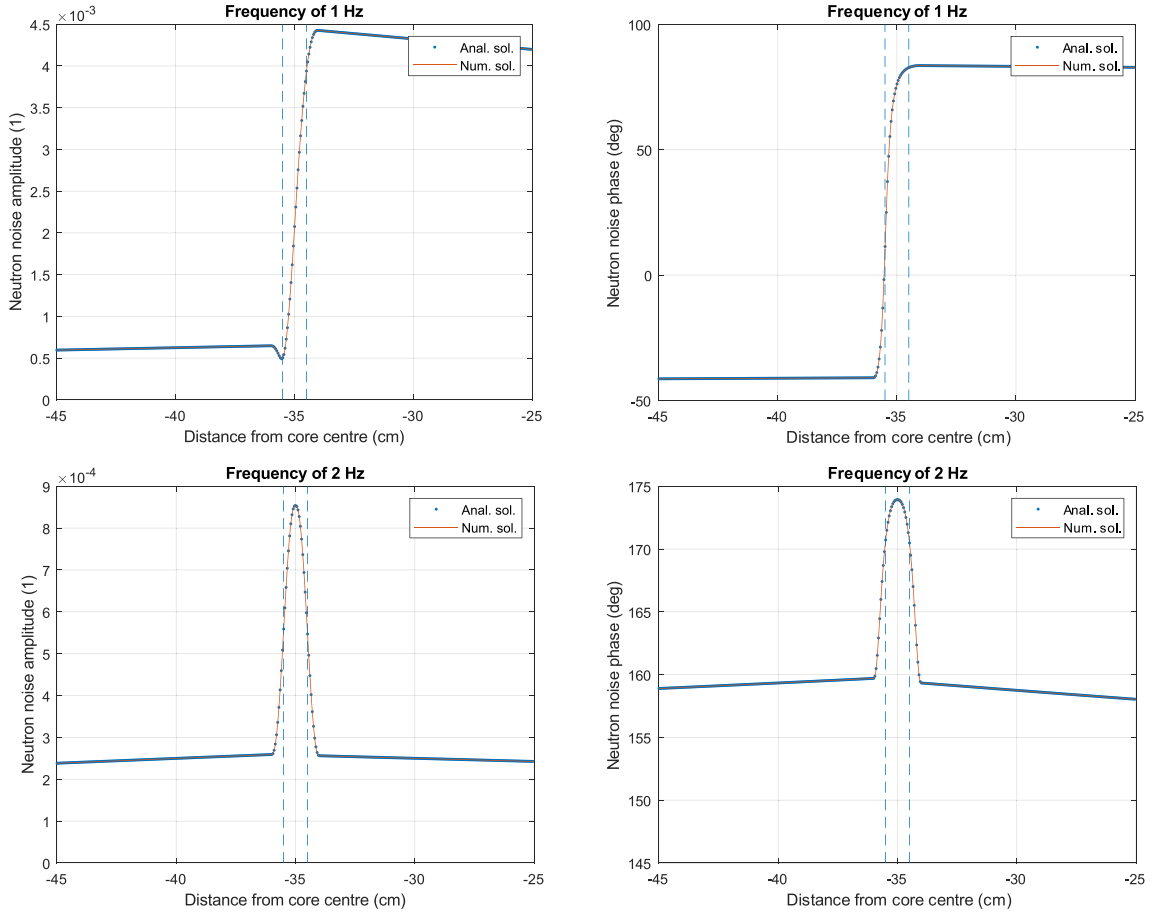 Frequency of 1 Hz
×10⁻³
4.5
4
3.5
3
2.5
2
1.5
1
0.5
0
-45
-40
-35
-30
-25
Neutron noise amplitude (1)
Distance from core centre (cm)
Anal. sol.
Num. sol.
Frequency of 1 Hz
100
50
0
-50
-45
-40
-35
-30
-25
Neutron noise phase (deg)
Distance from core centre (cm)
Anal. sol.
Num. sol.
Frequency of 2 Hz
×10⁻⁴
9
8
7
6
5
4
3
2
1
0
-45
-40
-35
-30
-25
Neutron noise amplitude (1)
Distance from core centre (cm)
Anal. sol.
Num. sol.
Frequency of 2 Hz
175
170
165
160
155
150
145
-45
-40
-35
-30
-25
Neutron noise phase (deg)
Distance from core centre (cm)
Anal. sol.
Num. sol.